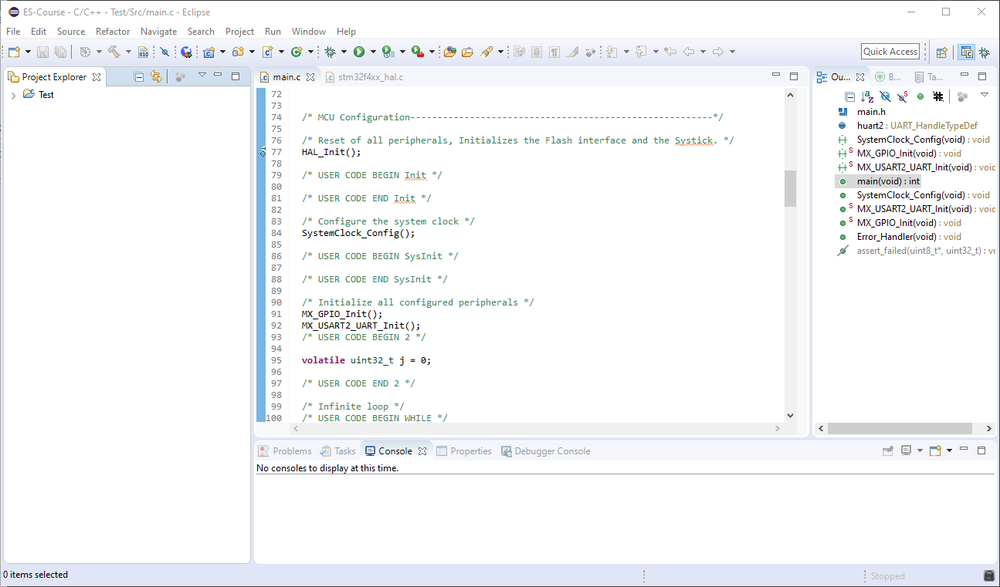 ES-Course - C/C++ - Test/Src/main.c - Eclipse
File Edit Source Refactor Navigate Search Project Run Window Help
010
Quick Access
Project Explorer
Test
main.c
stm32f4xx_hal.c
72
73
74 /* MCU Configuration--------------------------------------------------------*/
75
76 /* Reset of all peripherals, Initializes the Flash interface and the Systick. */
77 HAL_Init();
78
79 /* USER CODE BEGIN Init */
80
81 /* USER CODE END Init */
82
83 /* Configure the system clock */
84 SystemClock_Config();
85
86 /* USER CODE BEGIN SysInit */
87
88 /* USER CODE END SysInit */
89
90 /* Initialize all configured peripherals */
91 MX_GPIO_Init();
92 MX_USART2_UART_Init();
93 /* USER CODE BEGIN 2 */
94
95 volatile uint32_t j = 0;
96
97 /* USER CODE END 2 */
98
99 /* Infinite loop */
100 /* USER CODE BEGIN WHILE */
Ou... B... Ta...
main.h
huart2 : UART_HandleTypeDef
SystemClock_Config(void) : void
S MX_GPIO_Init(void) : void
S MX_USART2_UART_Init(void) : void
main(void) : int
SystemClock_Config(void) : void
S MX_USART2_UART_Init(void) : void
S MX_GPIO_Init(void) : void
Error_Handler(void) : void
assert_failed(uint8_t*, uint32_t) : vo
Problems Tasks Console Properties Debugger Console
No consoles to display at this time.
0 items selected
Stopped